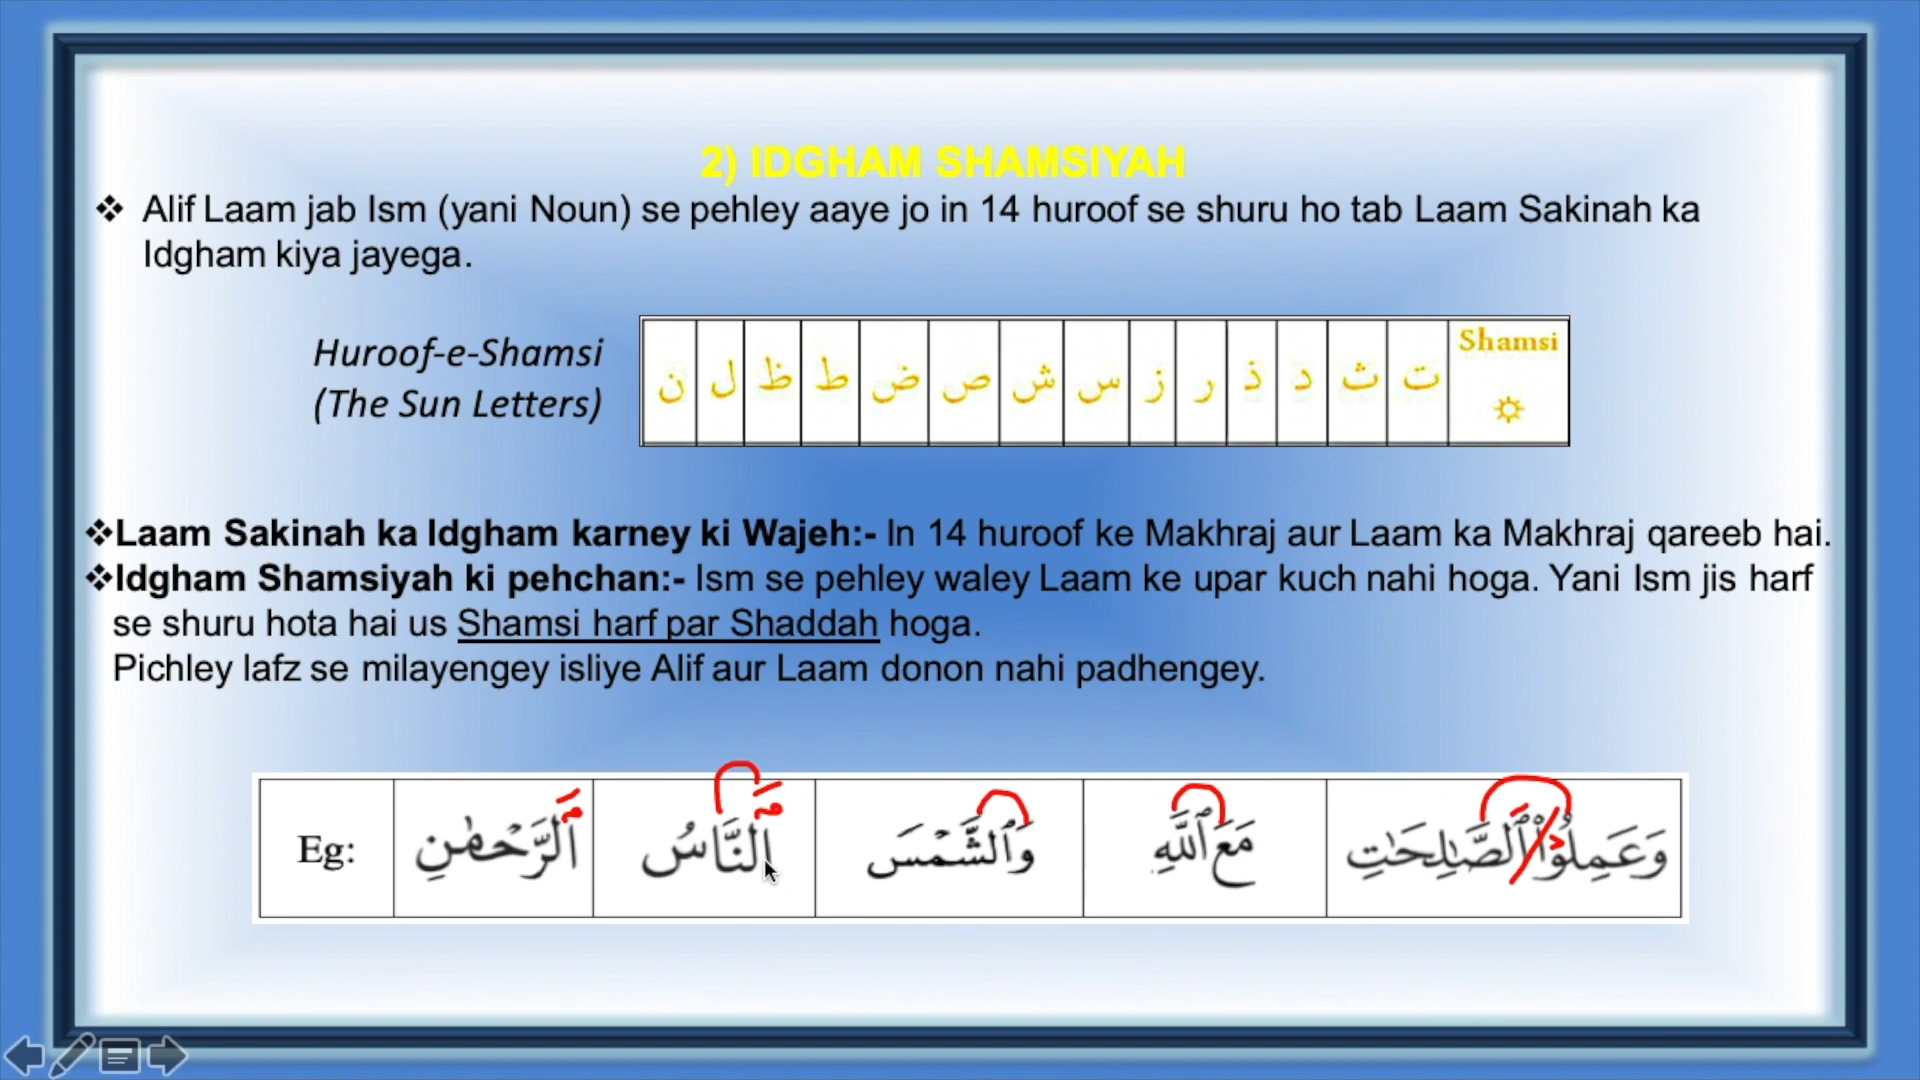 2) IDGHAM SHAMSIYAH
❖ Alif Laam jab Ism (yani Noun) se pehley aaye jo in 14 huroof se shuru ho tab Laam Sakinah ka
Idgham kiya jayega.
Huroof-e-Shamsi
(The Sun Letters)
Shamsi
ت ث د ذ ر ز س ش ص ض ط ظ ل ن
❖Laam Sakinah ka Idgham karney ki Wajeh:- In 14 huroof ke Makhraj aur Laam ka Makhraj qareeb hai.
❖Idgham Shamsiyah ki pehchan:- Ism se pehley waley Laam ke upar kuch nahi hoga. Yani Ism jis harf
se shuru hota hai us Shamsi harf par Shaddah hoga.
Pichley lafz se milayengey isliye Alif aur Laam donon nahi padhengey.
Eg: الرَّحْمٰنِ النَّاسُ وَٱلشَّمْسَ مَعَ ٱللَّهِ وَعَمِلُوا۟ ٱلصَّٰلِحَٰتِ